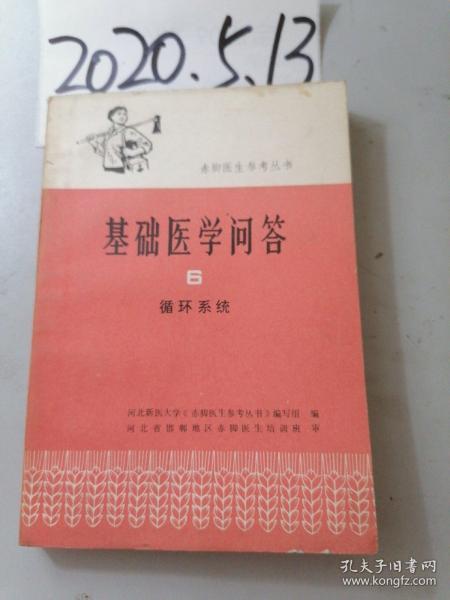 2020.5.13
赤脚医生参考丛书
基础医学问答
6
循环系统
河北新医大学《赤脚医生参考丛书》编写组 编
河北省邯郸地区赤脚医生培训班 审
孔夫子旧书网
www.kongfz.com